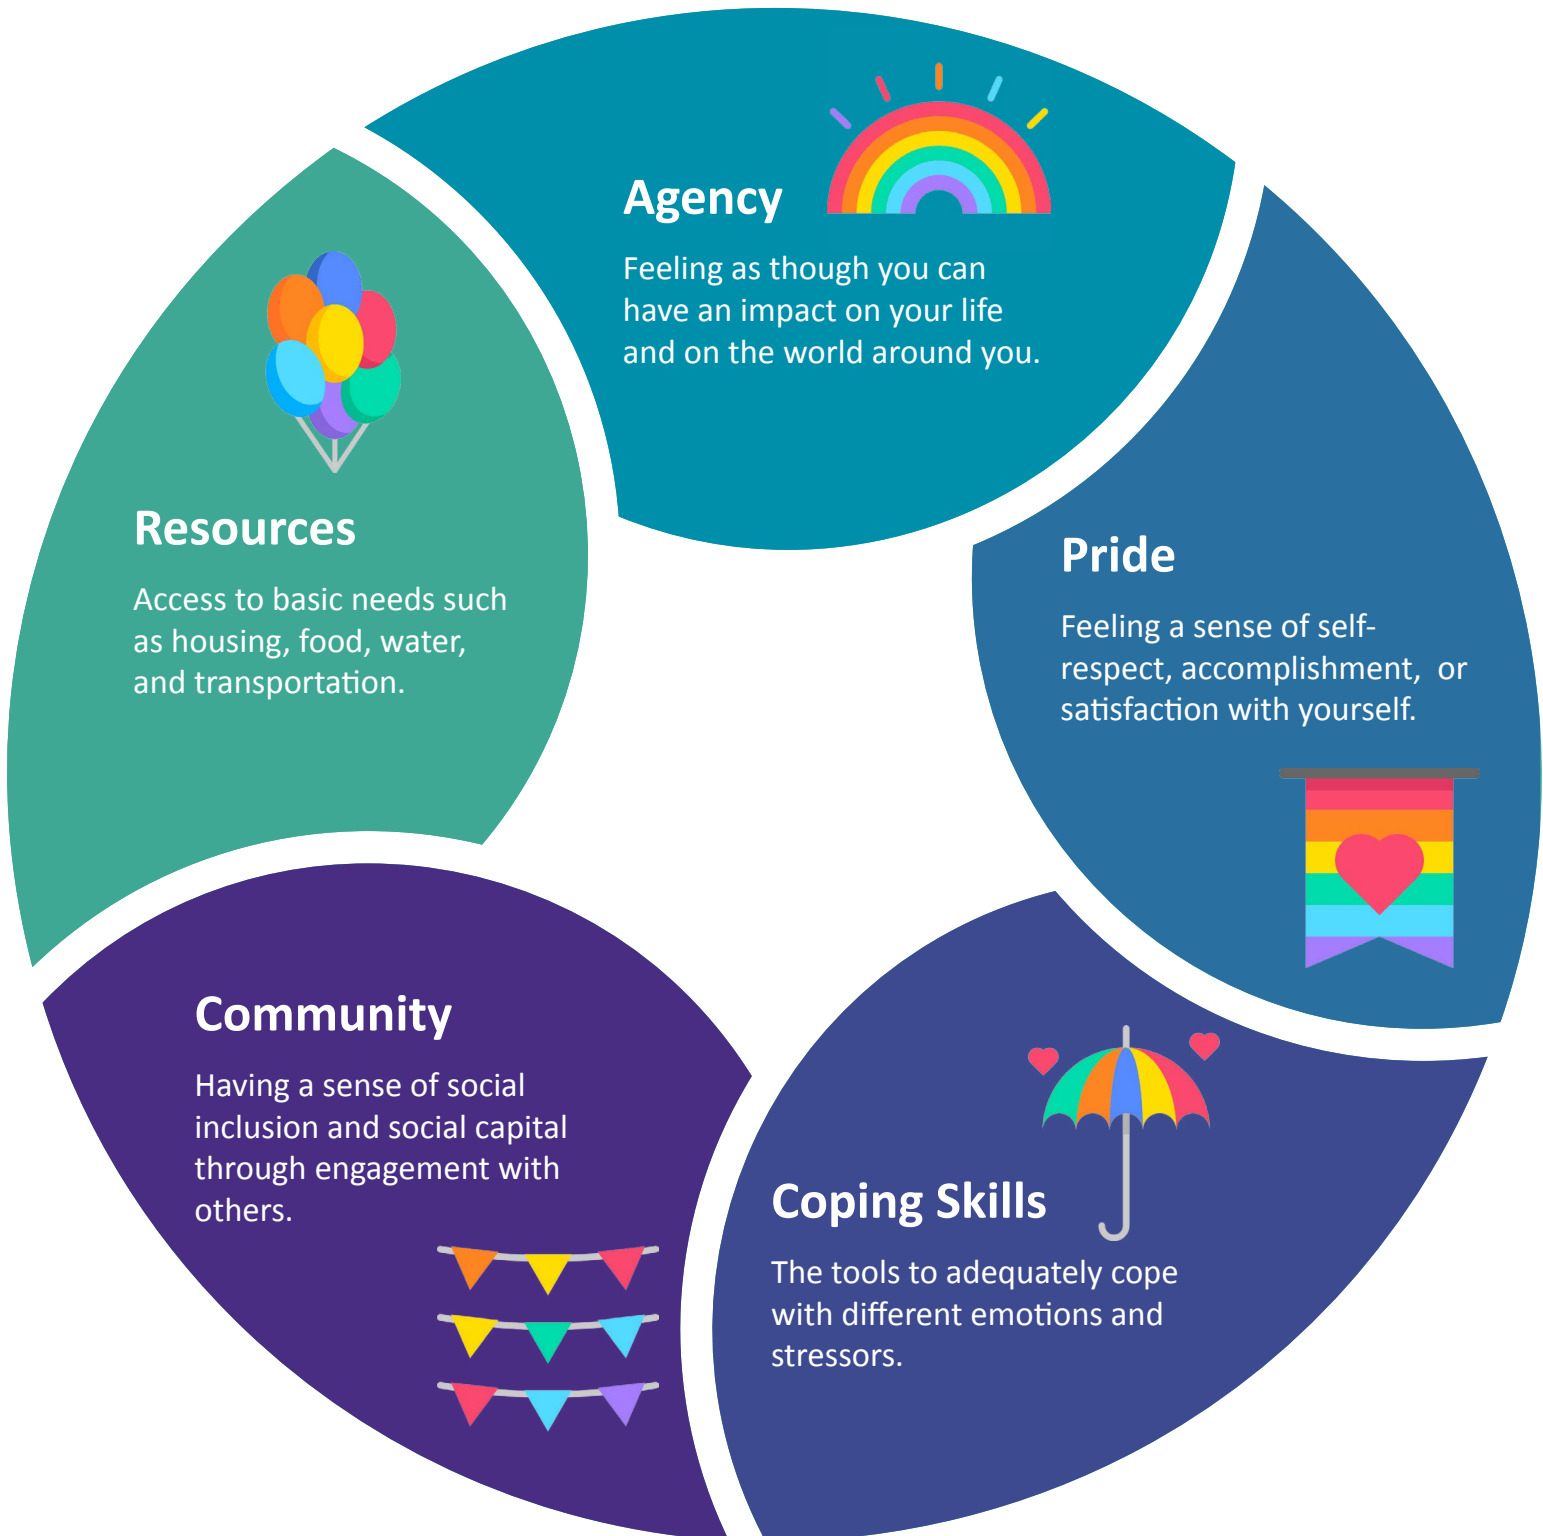 Agency
Feeling as though you can
have an impact on your life
and on the world around you.
Pride
Feeling a sense of self-
respect, accomplishment,  or
satisfaction with yourself.
Coping Skills
The tools to adequately cope
with different emotions and
stressors.
Community
Having a sense of social
inclusion and social capital
through engagement with
others.
Resources
Access to basic needs such
as housing, food, water,
and transportation.